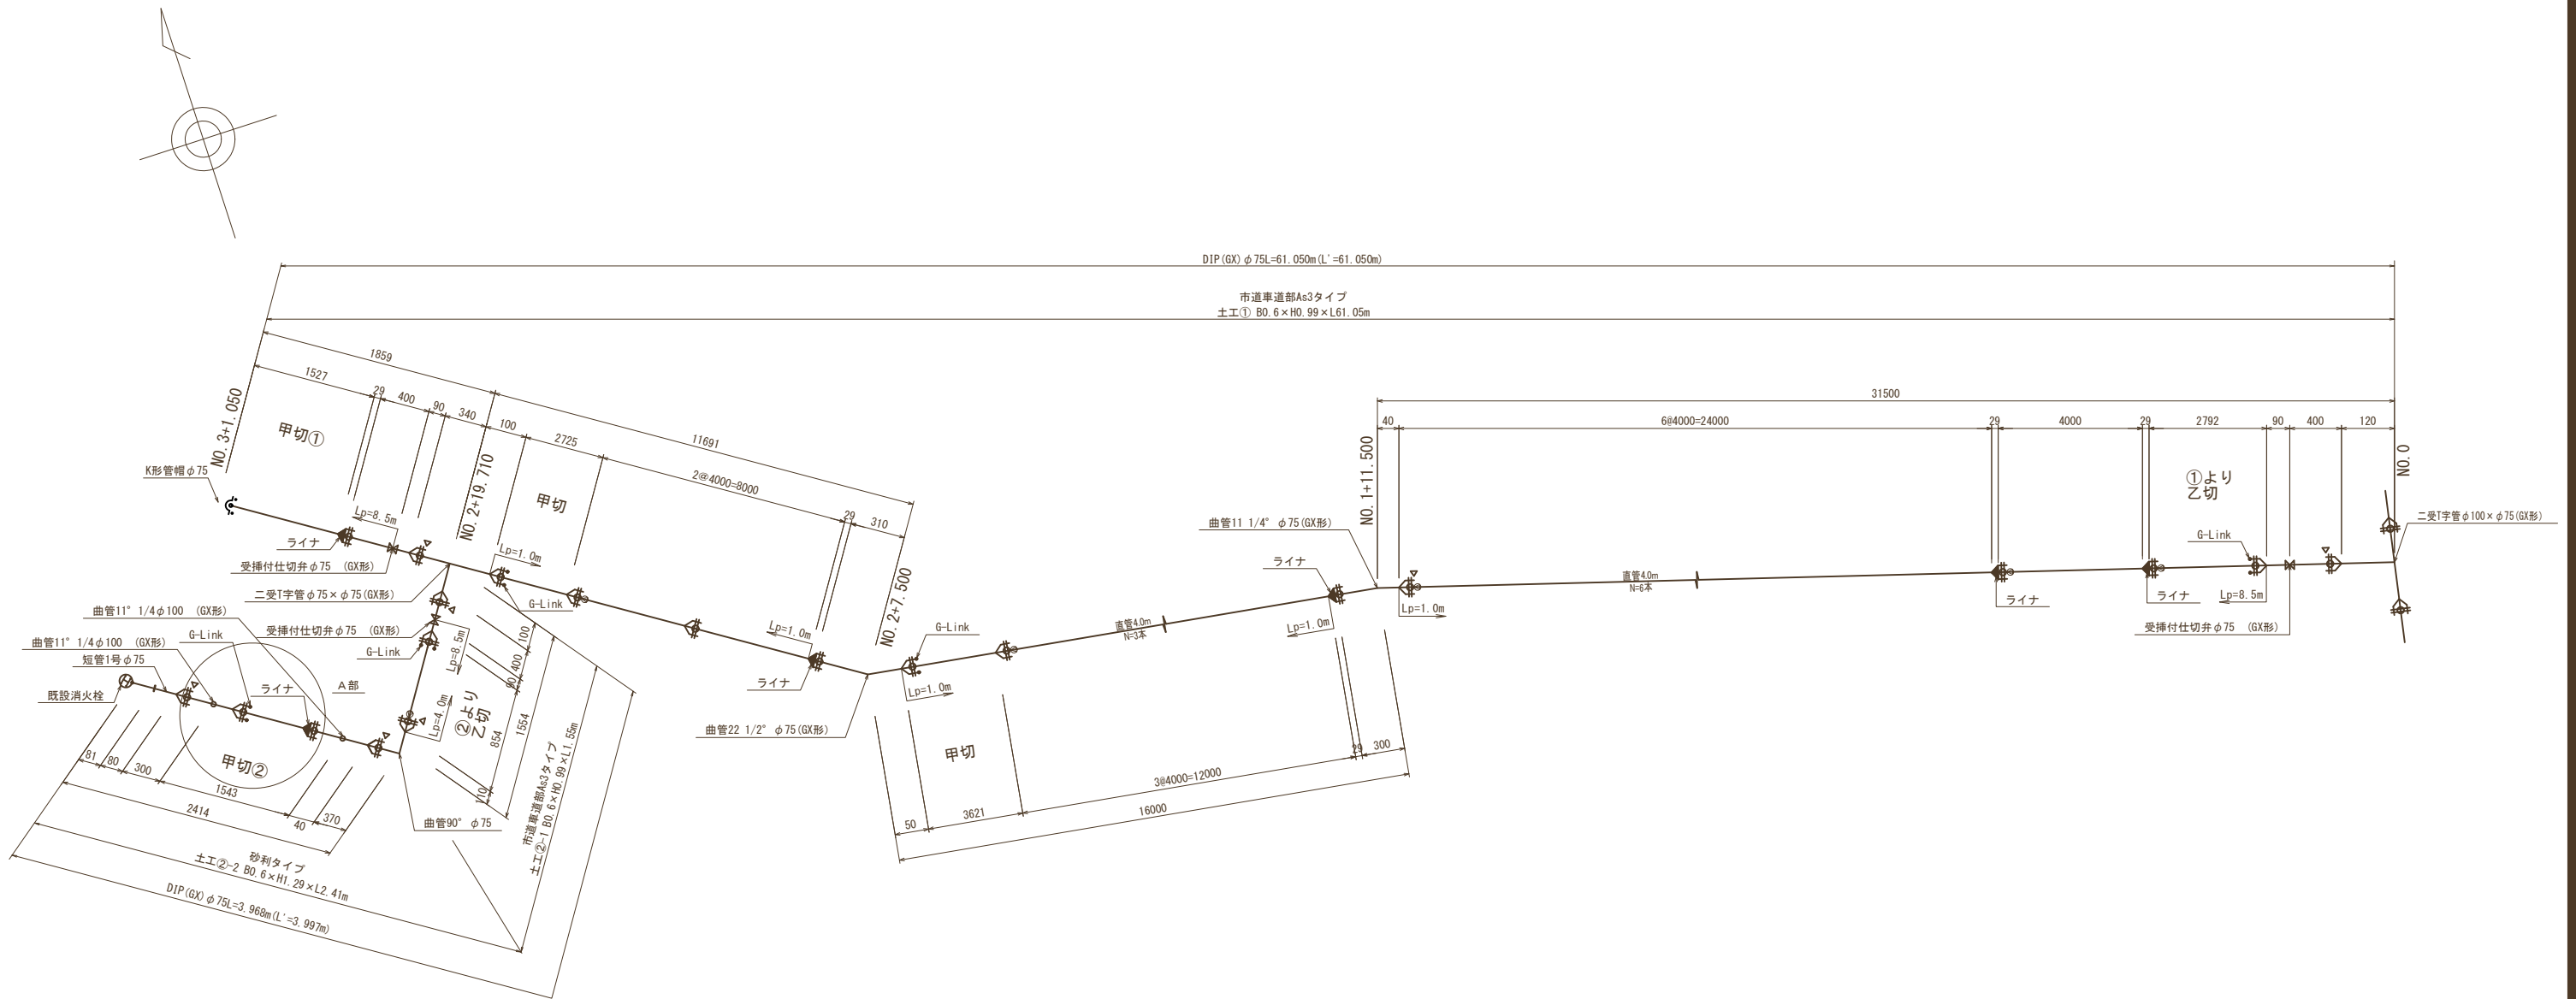 DIP(GX)φ75L=61.050m(L'=61.050m)
市道車道部As3タイプ
土工① B0.6×H0.99×L61.05m
1859
11691
31500
1527
29
400
90
340
100
2725
2@4000=8000
29
310
NO.3+1.050
甲切①
NO.2+19.710
甲切
NO.2+7.500
40
6@4000=24000
29
4000
29
2792
90
400
120
NO.1+11.500
①より
乙切
NO.0
K形管帽φ75
ライナ
Lp=8.5m
受挿付仕切弁φ75 (GX形)
二受T字管φ75×φ75(GX形)
Lp=1.0m
G-Link
Lp=1.0m
ライナ
曲管22 1/2° φ75(GX形)
G-Link
Lp=1.0m
直管4.0m
N=3本
ライナ
Lp=1.0m
曲管11 1/4° φ75(GX形)
Lp=1.0m
直管4.0m
N=6本
ライナ
ライナ
G-Link
Lp=8.5m
受挿付仕切弁φ75 (GX形)
二受T字管φ100×φ75(GX形)
曲管11°1/4φ100 (GX形)
受挿付仕切弁φ75 (GX形)
曲管11°1/4φ100 (GX形)
G-Link
G-Link
短管1号φ75
既設消火栓
ライナ
A部
Lp=8.5m
Lp=4.0m
②より
乙切
100
400
90
854
110
1554
市道車道部As3タイプ
土工②-1 B0.6×H0.99×L1.55m
曲管90° φ75
甲切②
81
80
300
1543
40
370
2414
砂利タイプ
土工②-2 B0.6×H1.29×L2.41m
DIP(GX)φ75L=3.968m(L'=3.997m)
甲切
50
3621
3@4000=12000
29
300
16000